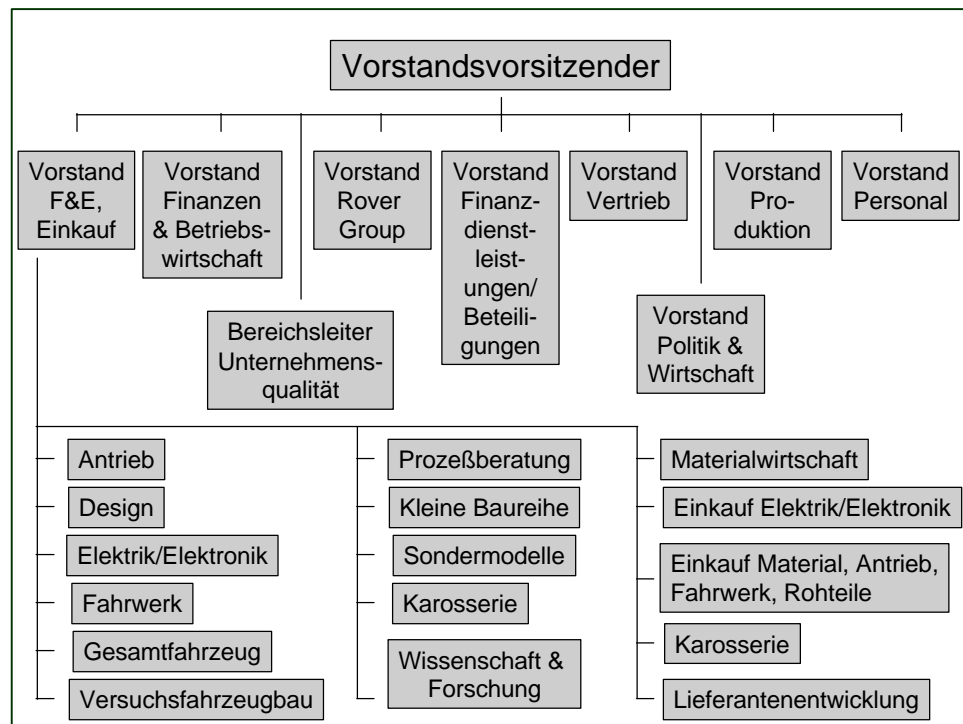 Vorstandsvorsitzender
Vorstand
F&E,
Einkauf
Vorstand
Finanzen
& Betriebs-
wirtschaft
Vorstand
Rover
Group
Vorstand
Finanz-
dienst-
leist-
ungen/
Beteili-
gungen
Vorstand
Vertrieb
Vorstand
Pro-
duktion
Vorstand
Personal
Bereichsleiter
Unternehmens-
qualität
Vorstand
Politik &
Wirtschaft
Antrieb
Design
Elektrik/Elektronik
Fahrwerk
Gesamtfahrzeug
Versuchsfahrzeugbau
Prozeßberatung
Kleine Baureihe
Sondermodelle
Karosserie
Wissenschaft &
Forschung
Materialwirtschaft
Einkauf Elektrik/Elektronik
Einkauf Material, Antrieb,
Fahrwerk, Rohteile
Karosserie
Lieferantenentwicklung